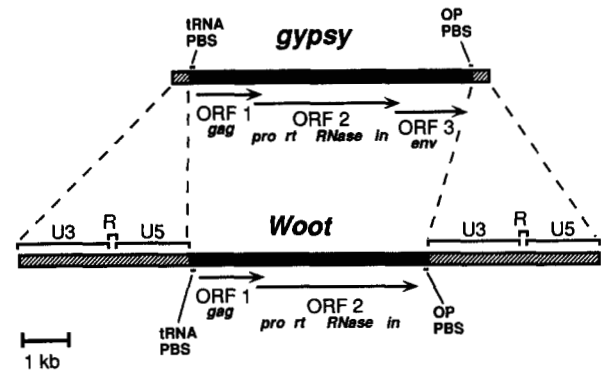 tRNA PBS
gypsy
OP PBS
ORF 1
gag
ORF 2
pro rt RNase in
ORF 3
env
U3
R
U5
Woot
U3
R
U5
ORF 1
gag
ORF 2
pro rt RNase in
tRNA PBS
OP PBS
1 kb